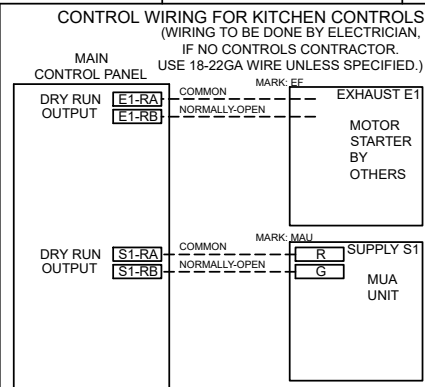 CONTROL WIRING FOR KITCHEN CONTROLS
(WIRING TO BE DONE BY ELECTRICIAN,
IF NO CONTROLS CONTRACTOR.
USE 18-22GA WIRE UNLESS SPECIFIED.)
MAIN
CONTROL PANEL
DRY RUN
OUTPUT
E1-RA
E1-RB
COMMON
NORMALLY-OPEN
MARK: EF
EXHAUST E1
MOTOR
STARTER
BY
OTHERS
DRY RUN
OUTPUT
S1-RA
S1-RB
COMMON
NORMALLY-OPEN
MARK: MAU
R
G
SUPPLY S1
MUA
UNIT